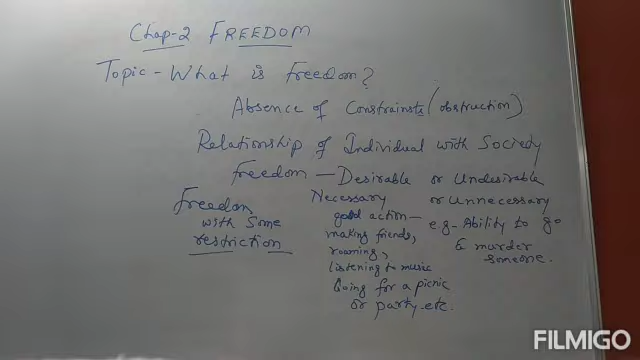 Chap-2 FREEDOM
Topic - What is Freedom?
Absence of Constrainsts (obstruction)
Relationship of Individual with Society
Freedom — Desirable or Undesirable
Necessary or Unnecessary
Freedom
with some
restriction
good action —
making friends,
roaming,
listening to music
Going for a picnic
or party etc.
e.g - Ability to go
& murder
someone.
FILMIGO